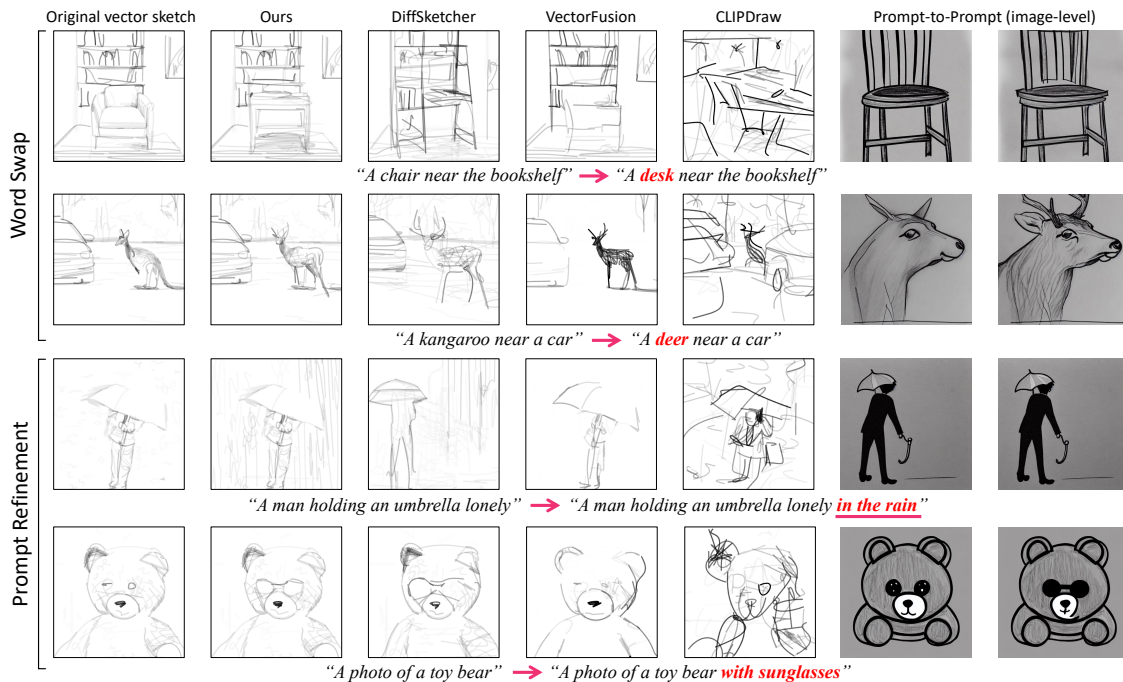 Original vector sketch Ours DiffSketcher VectorFusion CLIPDraw Prompt-to-Prompt (image-level)
Word Swap
“A chair near the bookshelf” → “A desk near the bookshelf”
“A kangaroo near a car” → “A deer near a car”
Prompt Refinement
“A man holding an umbrella lonely” → “A man holding an umbrella lonely in the rain”
“A photo of a toy bear” → “A photo of a toy bear with sunglasses”